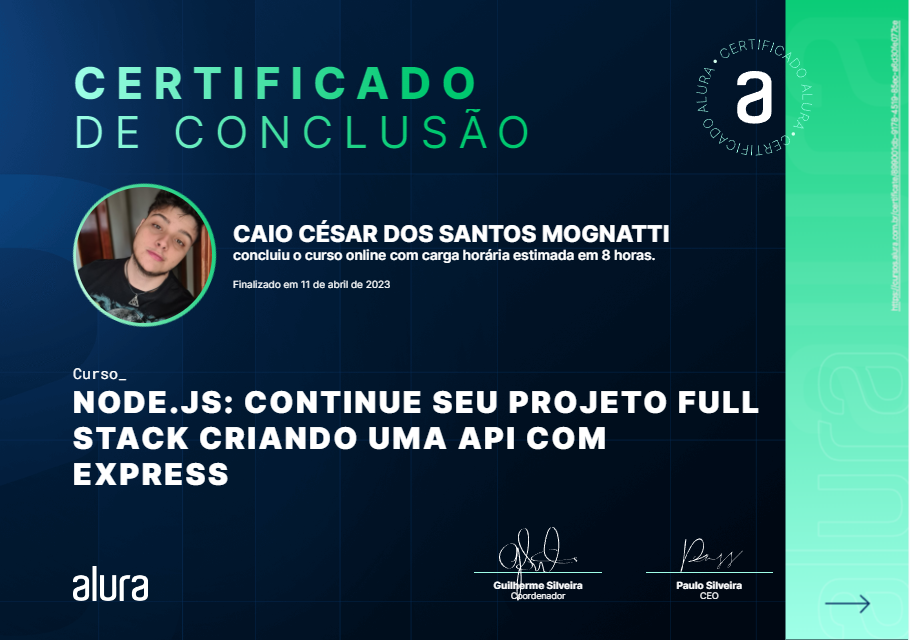 CERTIFICADO
DE CONCLUSÃO
CERTIFICADO ALURA • CERTIFICADO ALURA •
a
CAIO CÉSAR DOS SANTOS MOGNATTI
concluiu o curso online com carga horária estimada em 8 horas.
Finalizado em 11 de abril de 2023
Curso_
NODE.JS: CONTINUE SEU PROJETO FULL
STACK CRIANDO UMA API COM
EXPRESS
alura
Guilherme Silveira
Coordenador
Paulo Silveira
CEO
alura